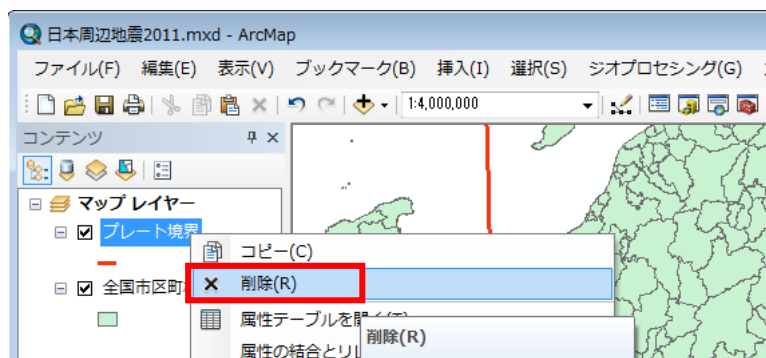 日本周辺地震2011.mxd - ArcMap
ファイル(F) 編集(E) 表示(V) ブックマーク(B) 挿入(I) 選択(S) ジオプロセシング(G)
1:4,000,000
コンテンツ
マップ レイヤー
プレート境界
コピー(C)
全国市区町
削除(R)
属性テーブルを開く(T)
削除(R)
属性の結合とリレ